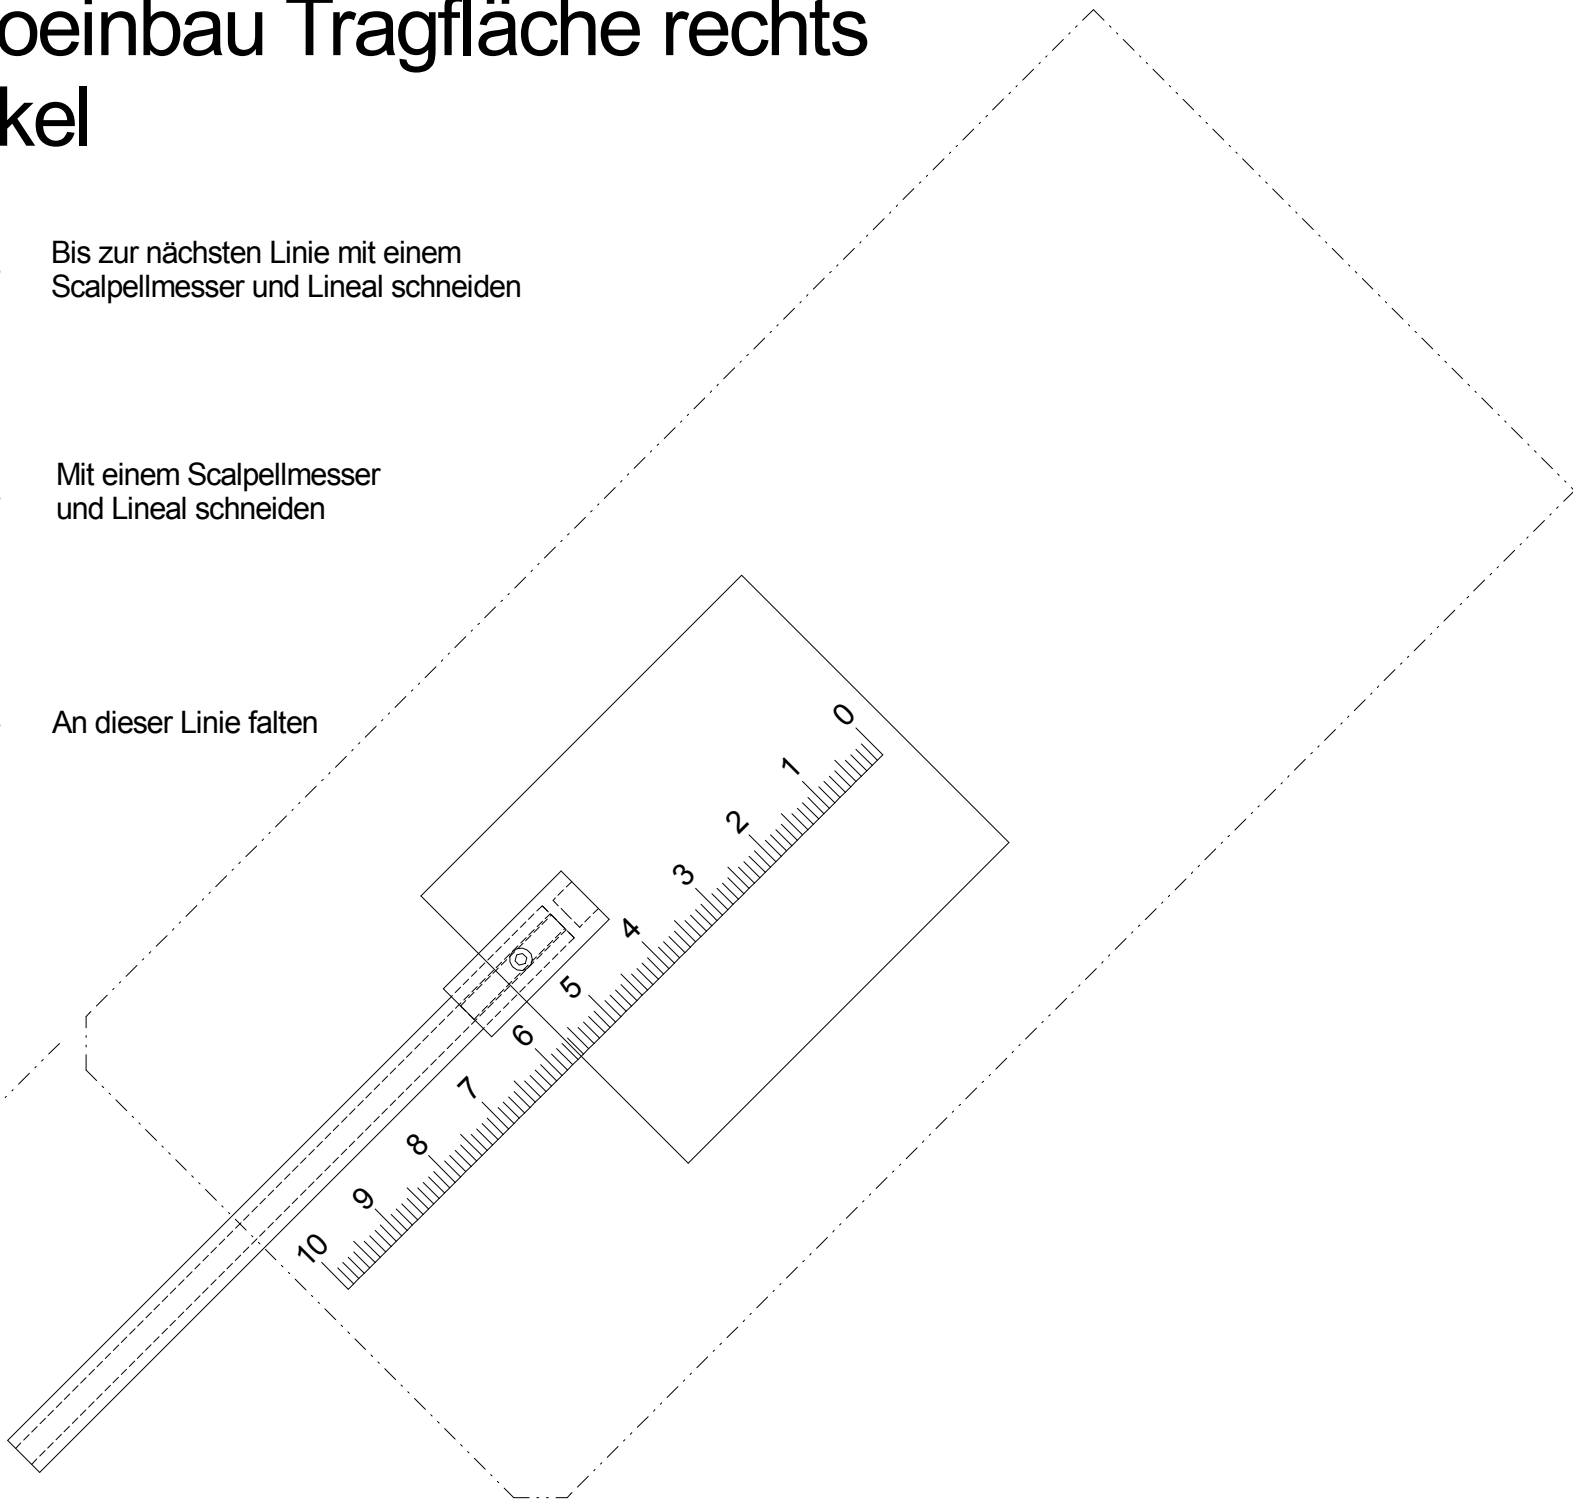 oeinbau Tragfläche rechts
kel
Bis zur nächsten Linie mit einem
Scalpellmesser und Lineal schneiden
Mit einem Scalpellmesser
und Lineal schneiden
An dieser Linie falten
0
1
2
3
4
5
6
7
8
9
10